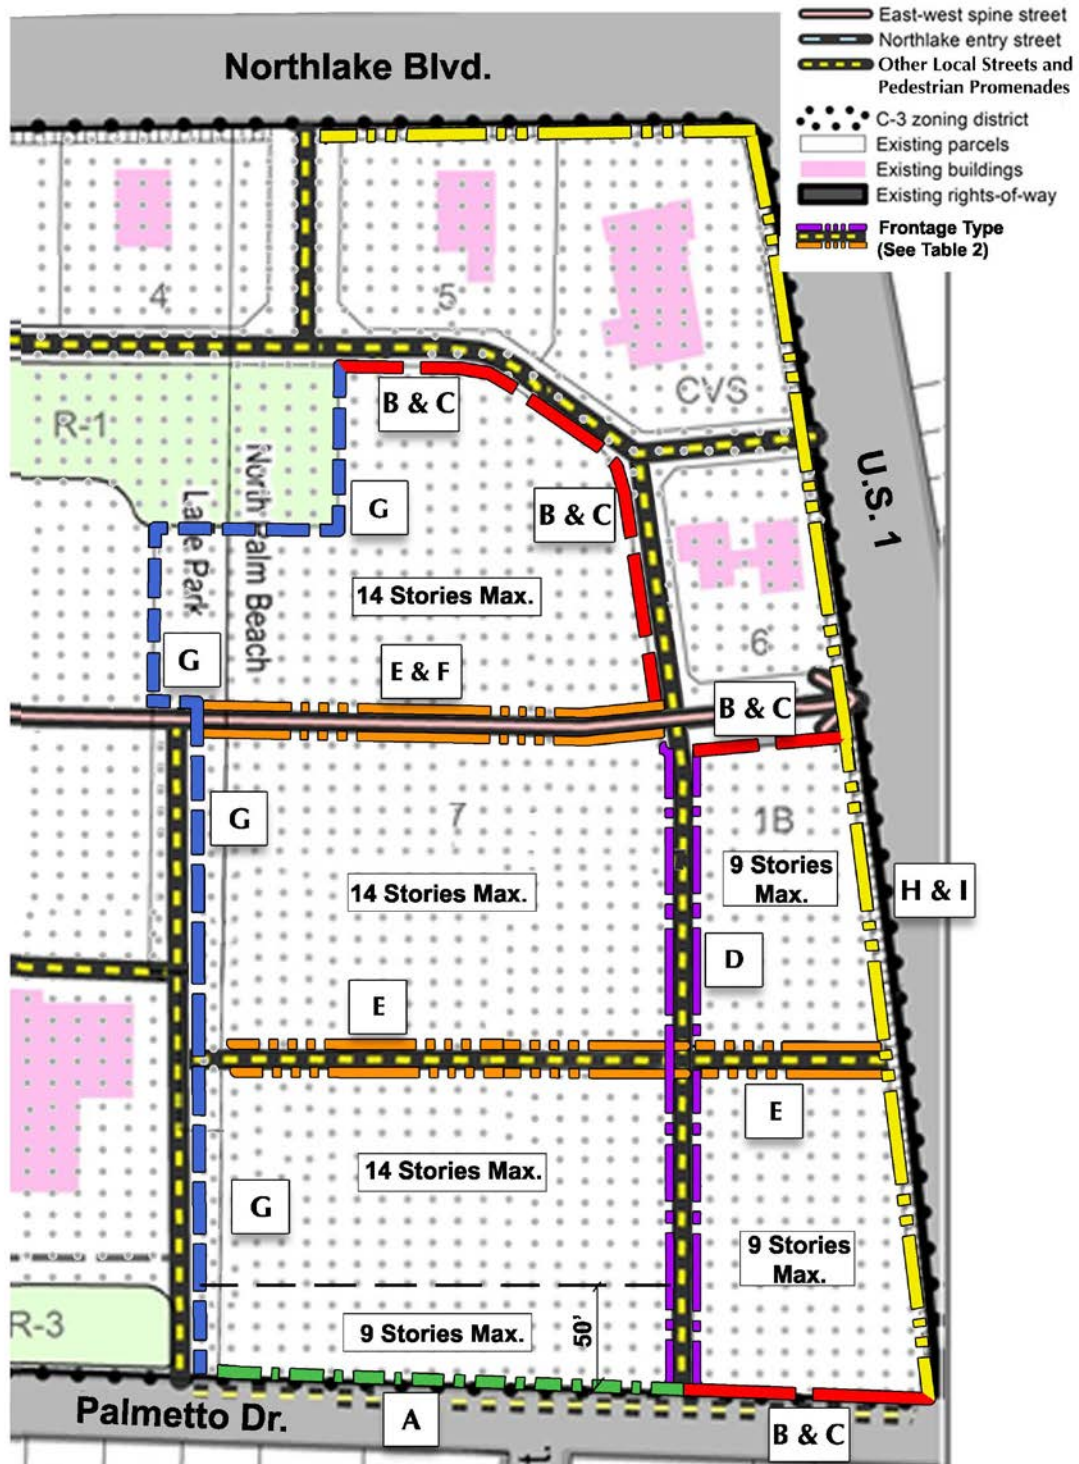 East-west spine street
Northlake entry street
Other Local Streets and
Pedestrian Promenades
C-3 zoning district
Existing parcels
Existing buildings
Existing rights-of-way
Frontage Type
(See Table 2)
Northlake Blvd.
4
5
CVS
B & C
R-1
North Palm Beach
Lake Park
G
B & C
U.S. 1
14 Stories Max.
6
G
E & F
B & C
G
7
1B
14 Stories Max.
9 Stories
Max.
H & I
D
E
E
14 Stories Max.
G
9 Stories
Max.
R-3
9 Stories Max.
50'
Palmetto Dr.
A
B & C
t.